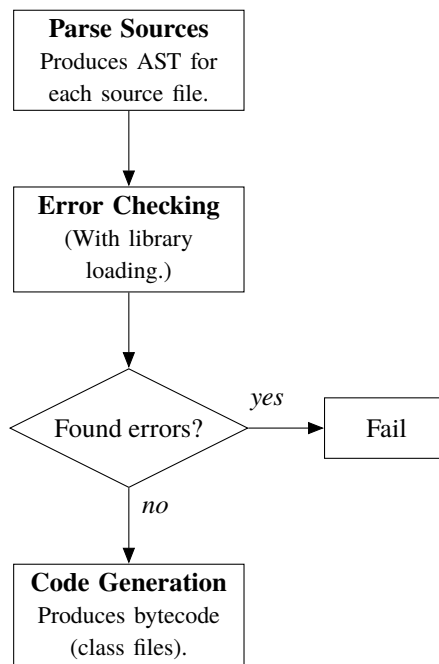 Parse Sources
Produces AST for
each source file.
Error Checking
(With library
loading.)
Found errors?
yes
Fail
no
Code Generation
Produces bytecode
(class files).